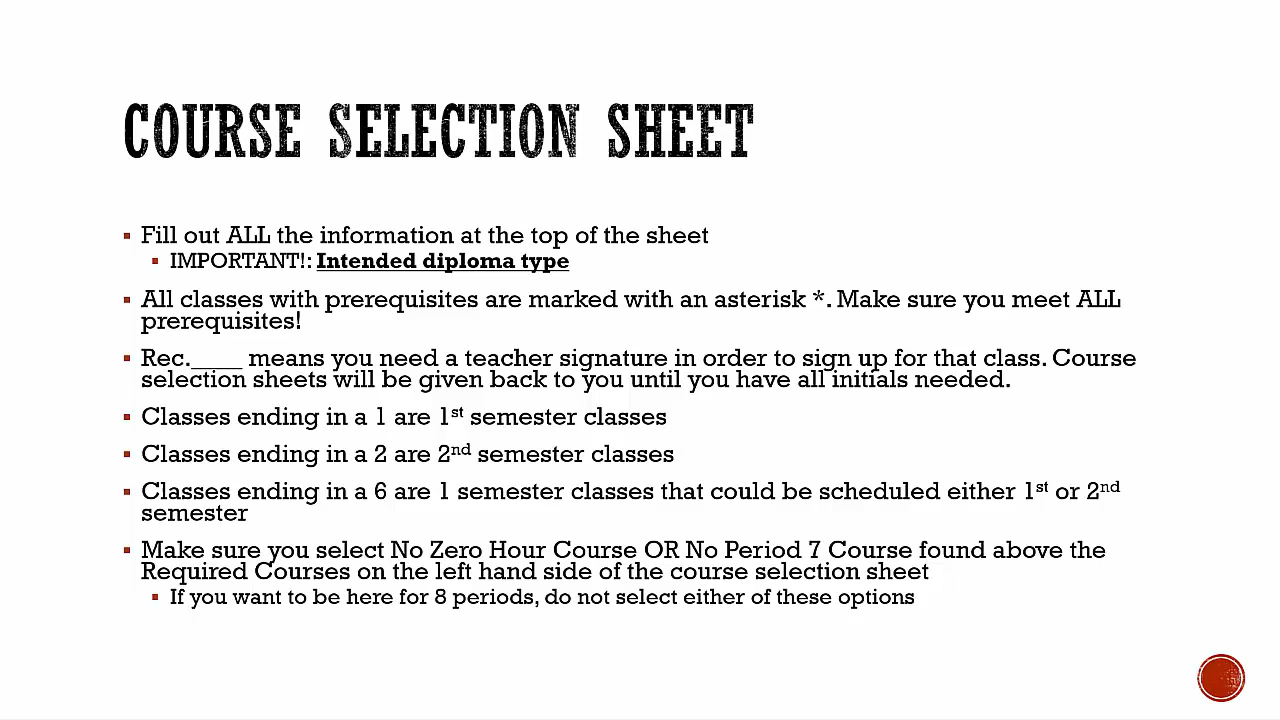 COURSE SELECTION SHEET
▪ Fill out ALL the information at the top of the sheet
▪ IMPORTANT!: Intended diploma type
▪ All classes with prerequisites are marked with an asterisk *. Make sure you meet ALL
prerequisites!
▪ Rec.____ means you need a teacher signature in order to sign up for that class. Course
selection sheets will be given back to you until you have all initials needed.
▪ Classes ending in a 1 are 1st semester classes
▪ Classes ending in a 2 are 2nd semester classes
▪ Classes ending in a 6 are 1 semester classes that could be scheduled either 1st or 2nd
semester
▪ Make sure you select No Zero Hour Course OR No Period 7 Course found above the
Required Courses on the left hand side of the course selection sheet
▪ If you want to be here for 8 periods, do not select either of these options